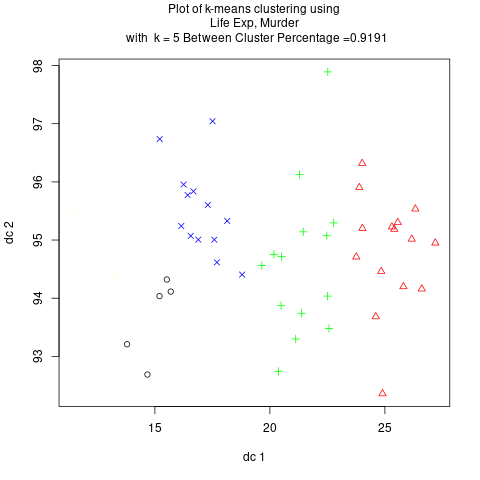 Plot of k-means clustering using
Life Exp, Murder
with k = 5 Between Cluster Percentage =0.9191
98
97
96
95
94
93
dc 2
15 20 25
dc 1